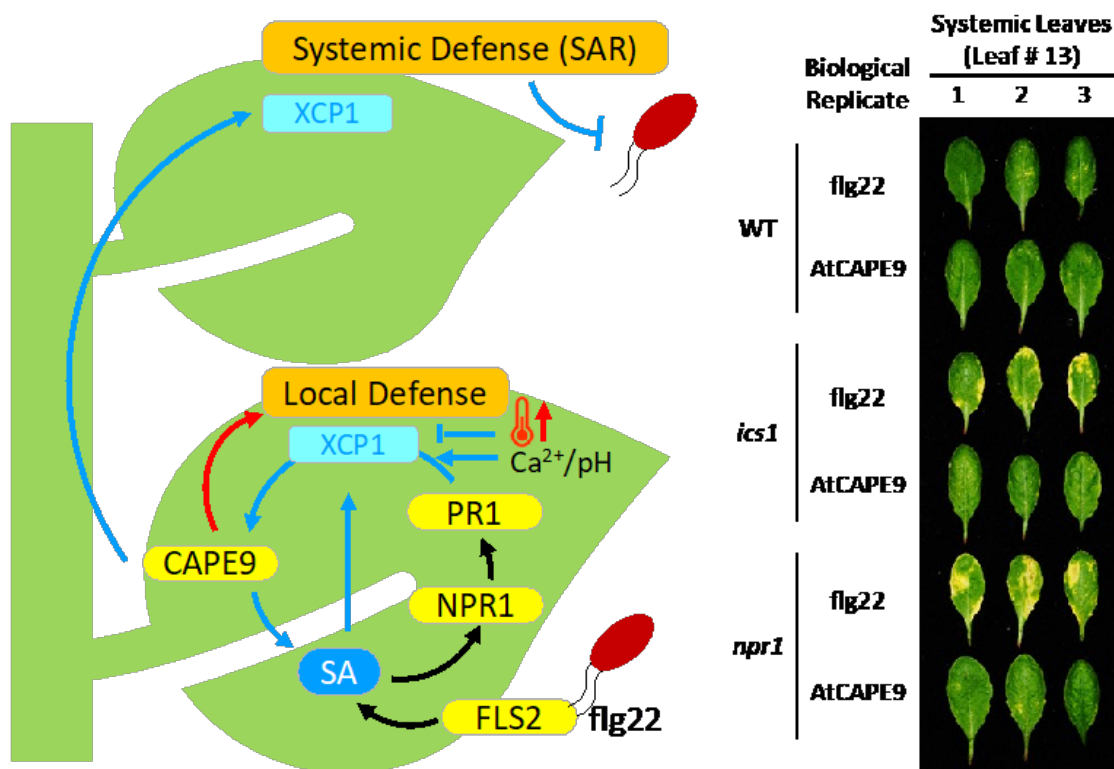 Systemic Defense (SAR)
XCP1
Local Defense
XCP1
Ca²⁺/pH
PR1
CAPE9
NPR1
SA
FLS2
flg22
Systemic Leaves
(Leaf # 13)
Biological
Replicate
1 2 3
WT
flg22
AtCAPE9
ics1
flg22
AtCAPE9
npr1
flg22
AtCAPE9